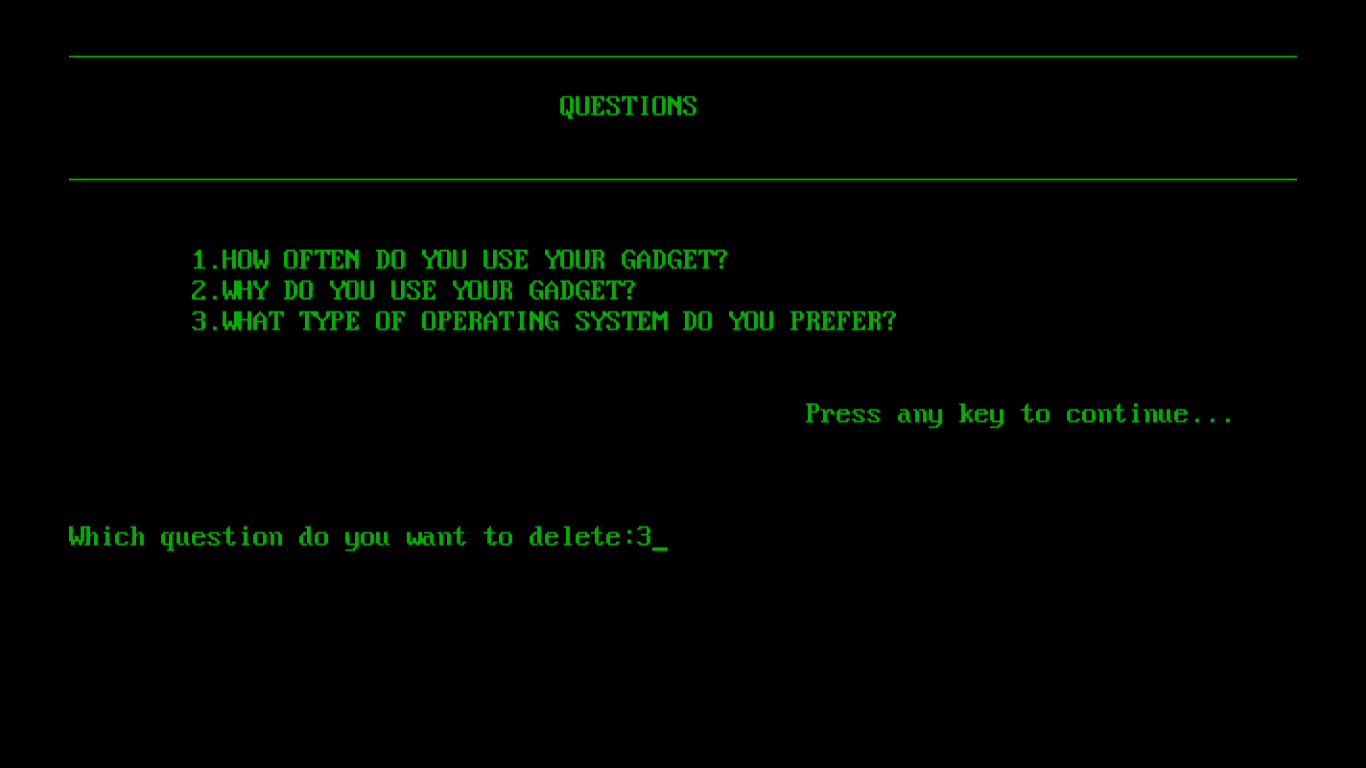 QUESTIONS
1.HOW OFTEN DO YOU USE YOUR GADGET?
2.WHY DO YOU USE YOUR GADGET?
3.WHAT TYPE OF OPERATING SYSTEM DO YOU PREFER?
Press any key to continue...
Which question do you want to delete:3_